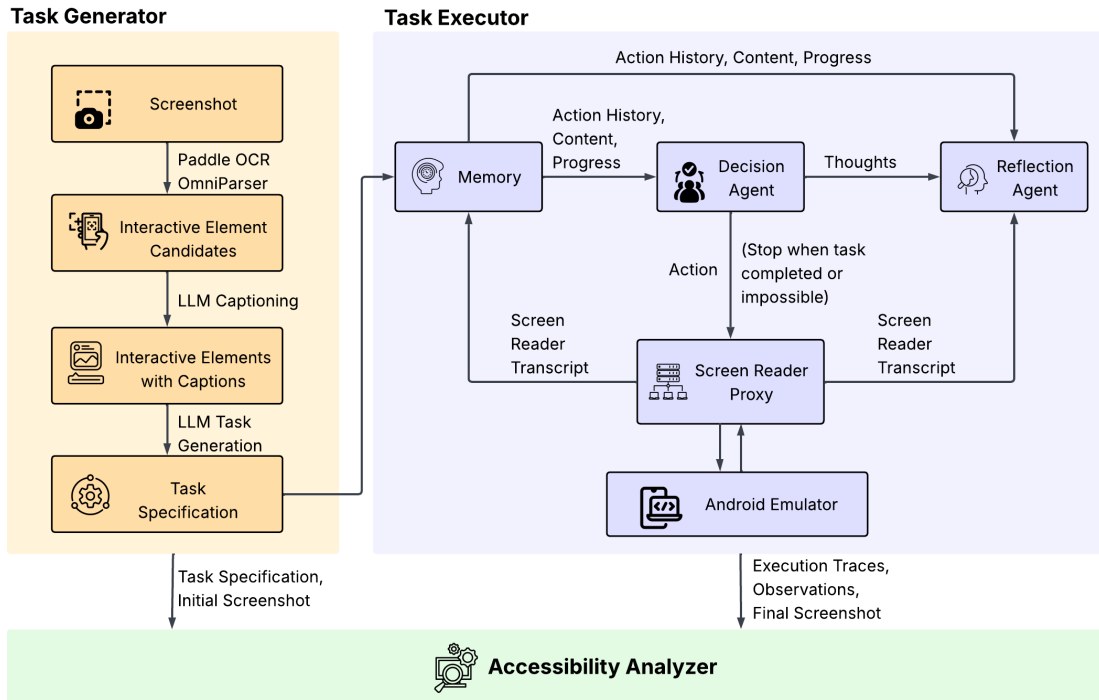 Task Generator
Screenshot
Paddle OCR
OmniParser
Interactive Element
Candidates
LLM Captioning
Interactive Elements
with Captions
LLM Task
Generation
Task
Specification
Task Executor
Action History, Content, Progress
Memory
Action History,
Content,
Progress
Decision
Agent
Thoughts
Reflection
Agent
Action
(Stop when task
completed or
impossible)
Screen
Reader
Transcript
Screen Reader
Proxy
Screen
Reader
Transcript
Android Emulator
Task Specification,
Initial Screenshot
Execution Traces,
Observations,
Final Screenshot
Accessibility Analyzer